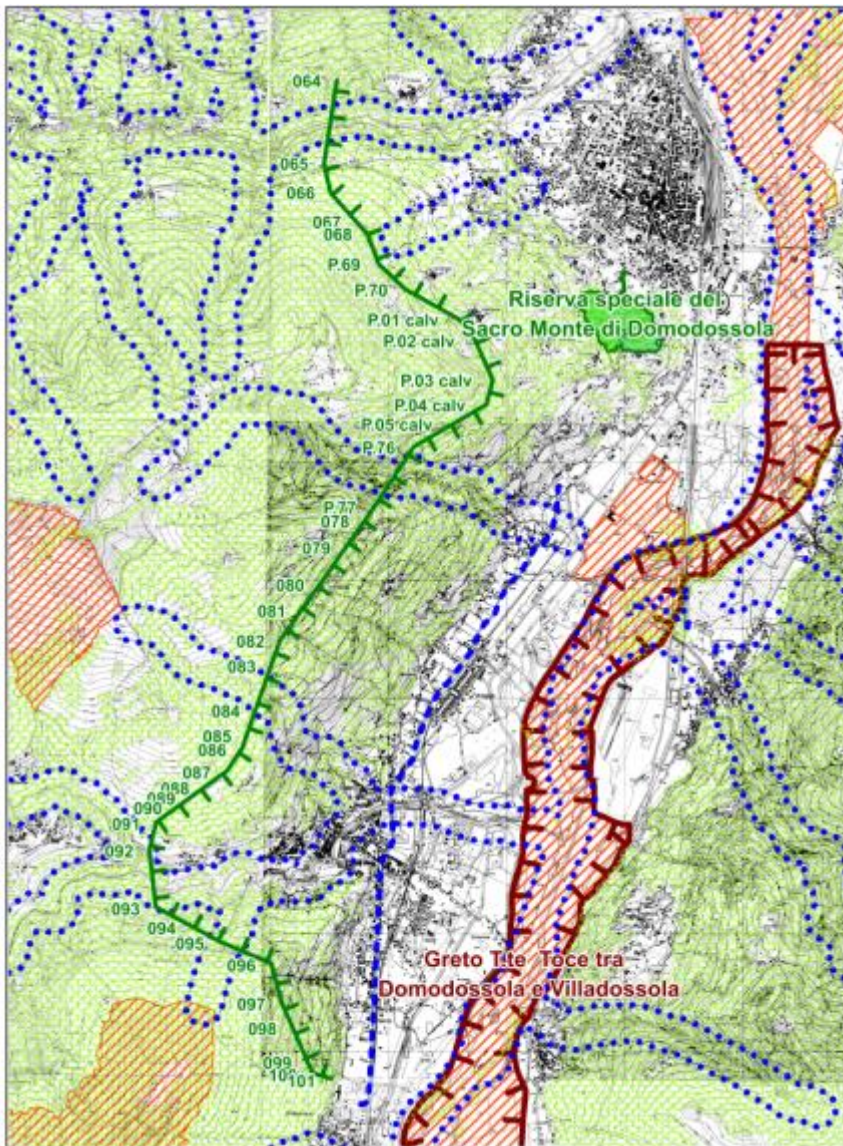 064
065
066
067
068
P.69
P.70
Riserva speciale del
Sacro Monte di Domodossola
P.01 calv
P.02 calv
P.03 calv
P.04 calv
P.05 calv
P.76
P.77
078
079
080
081
082
083
084
085
086
087
088
089
090
091
092
093
094
095
096
Greto T.te Toce tra
Domodossola e Villadossola
097
098
099
101